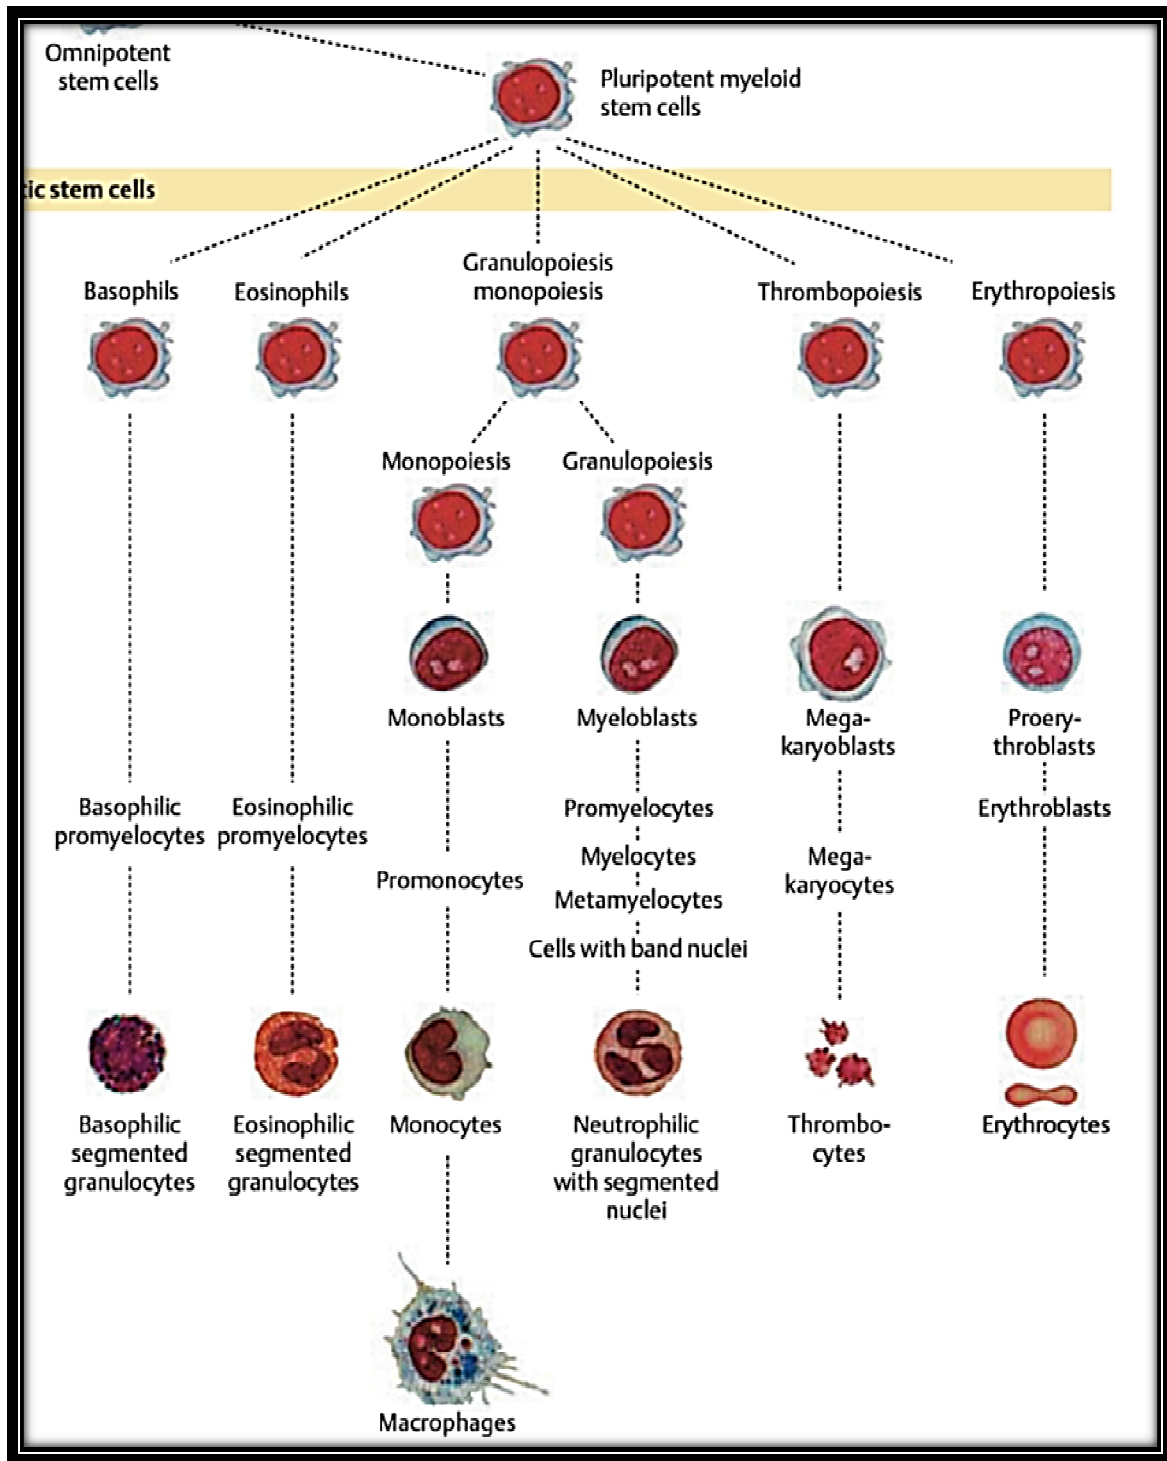 Omnipotent
stem cells
Pluripotent myeloid
stem cells
tic stem cells
Basophils
Eosinophils
Granulopoiesis
monopoiesis
Thrombopoiesis
Erythropoiesis
Monopoiesis
Granulopoiesis
Monoblasts
Myeloblasts
Mega-
karyoblasts
Proery-
throblasts
Basophilic
promyelocytes
Eosinophilic
promyelocytes
Promonocytes
Promyelocytes
Myelocytes
Metamyelocytes
Cells with band nuclei
Mega-
karyocytes
Erythroblasts
Basophilic
segmented
granulocytes
Eosinophilic
segmented
granulocytes
Monocytes
Neutrophilic
granulocytes
with segmented
nuclei
Thrombo-
cytes
Erythrocytes
Macrophages